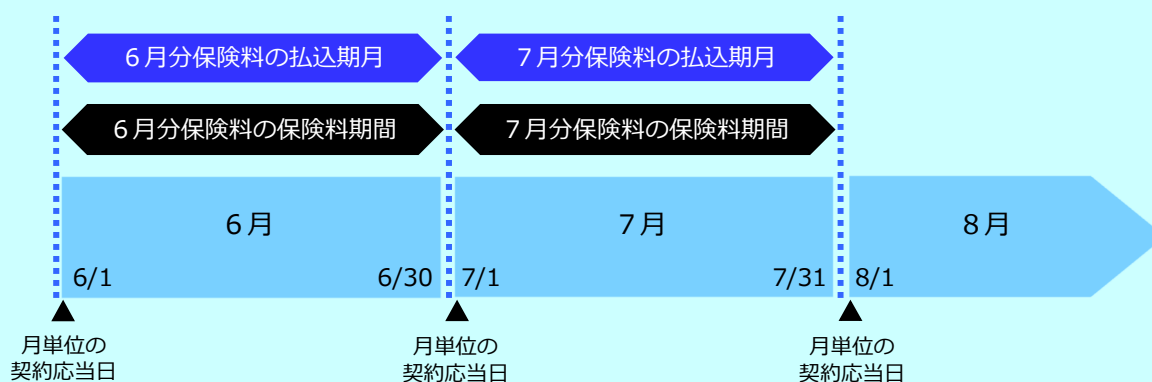 ６月分保険料の払込期月
７月分保険料の払込期月
６月分保険料の保険料期間
７月分保険料の保険料期間
６月
７月
８月
6/1
6/30
7/1
7/31
8/1
月単位の
契約応当日
月単位の
契約応当日
月単位の
契約応当日